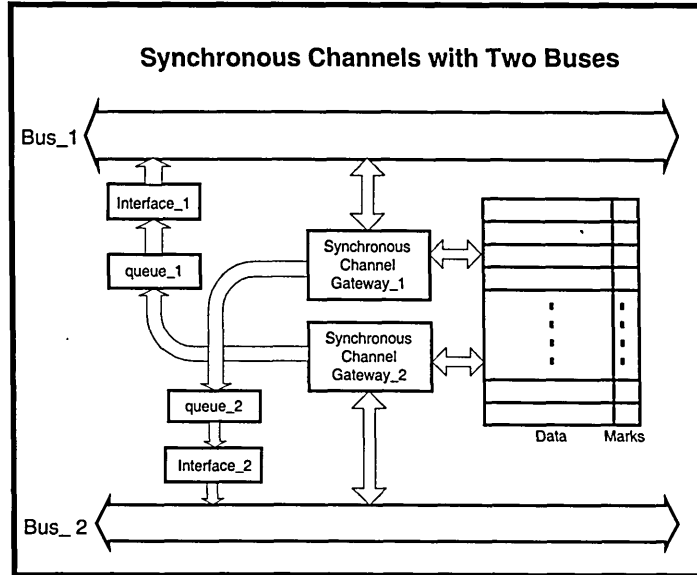 Synchronous Channels with Two Buses
Bus_1
Interface_1
queue_1
Synchronous
Channel
Gateway_1
Synchronous
Channel
Gateway_2
queue_2
Interface_2
Data Marks
Bus_ 2